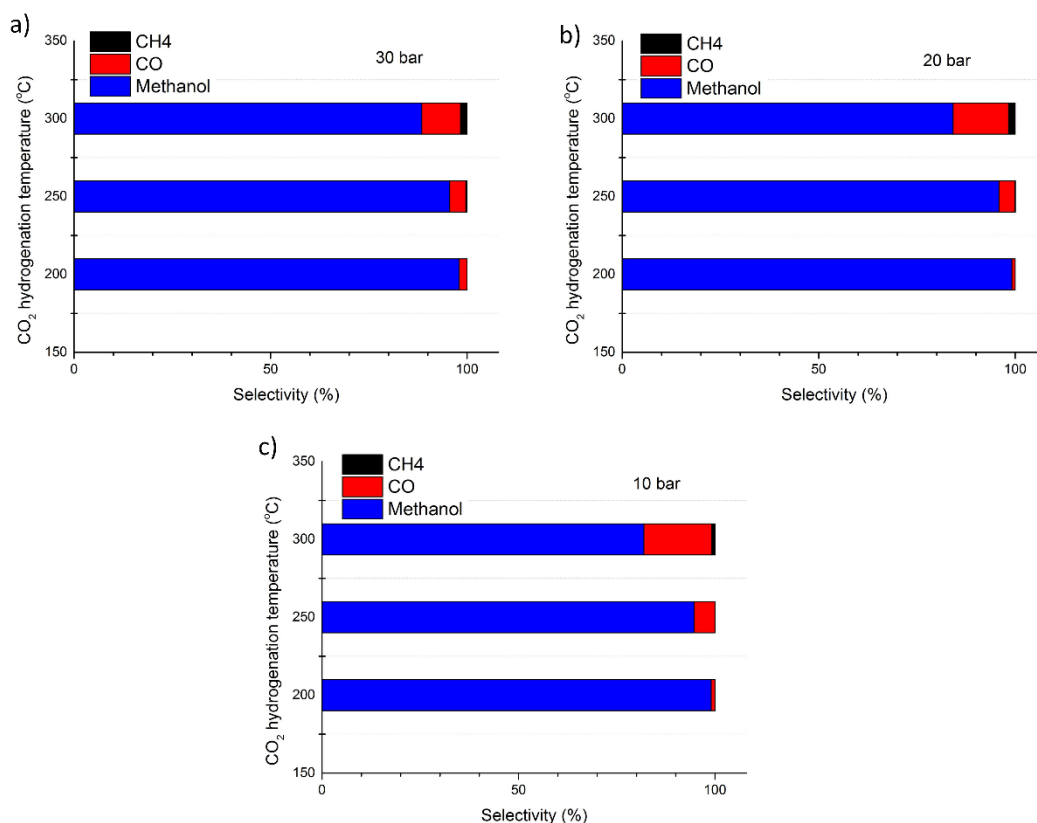 a)
CH4
CO
Methanol
30 bar
350
300
250
200
150
CO₂ hydrogenation temperature (°C)
0
50
100
Selectivity (%)
b)
CH4
CO
Methanol
20 bar
350
300
250
200
150
CO₂ hydrogenation temperature (°C)
0
50
100
Selectivity (%)
c)
CH4
CO
Methanol
10 bar
350
300
250
200
150
CO₂ hydrogenation temperature (°C)
0
50
100
Selectivity (%)